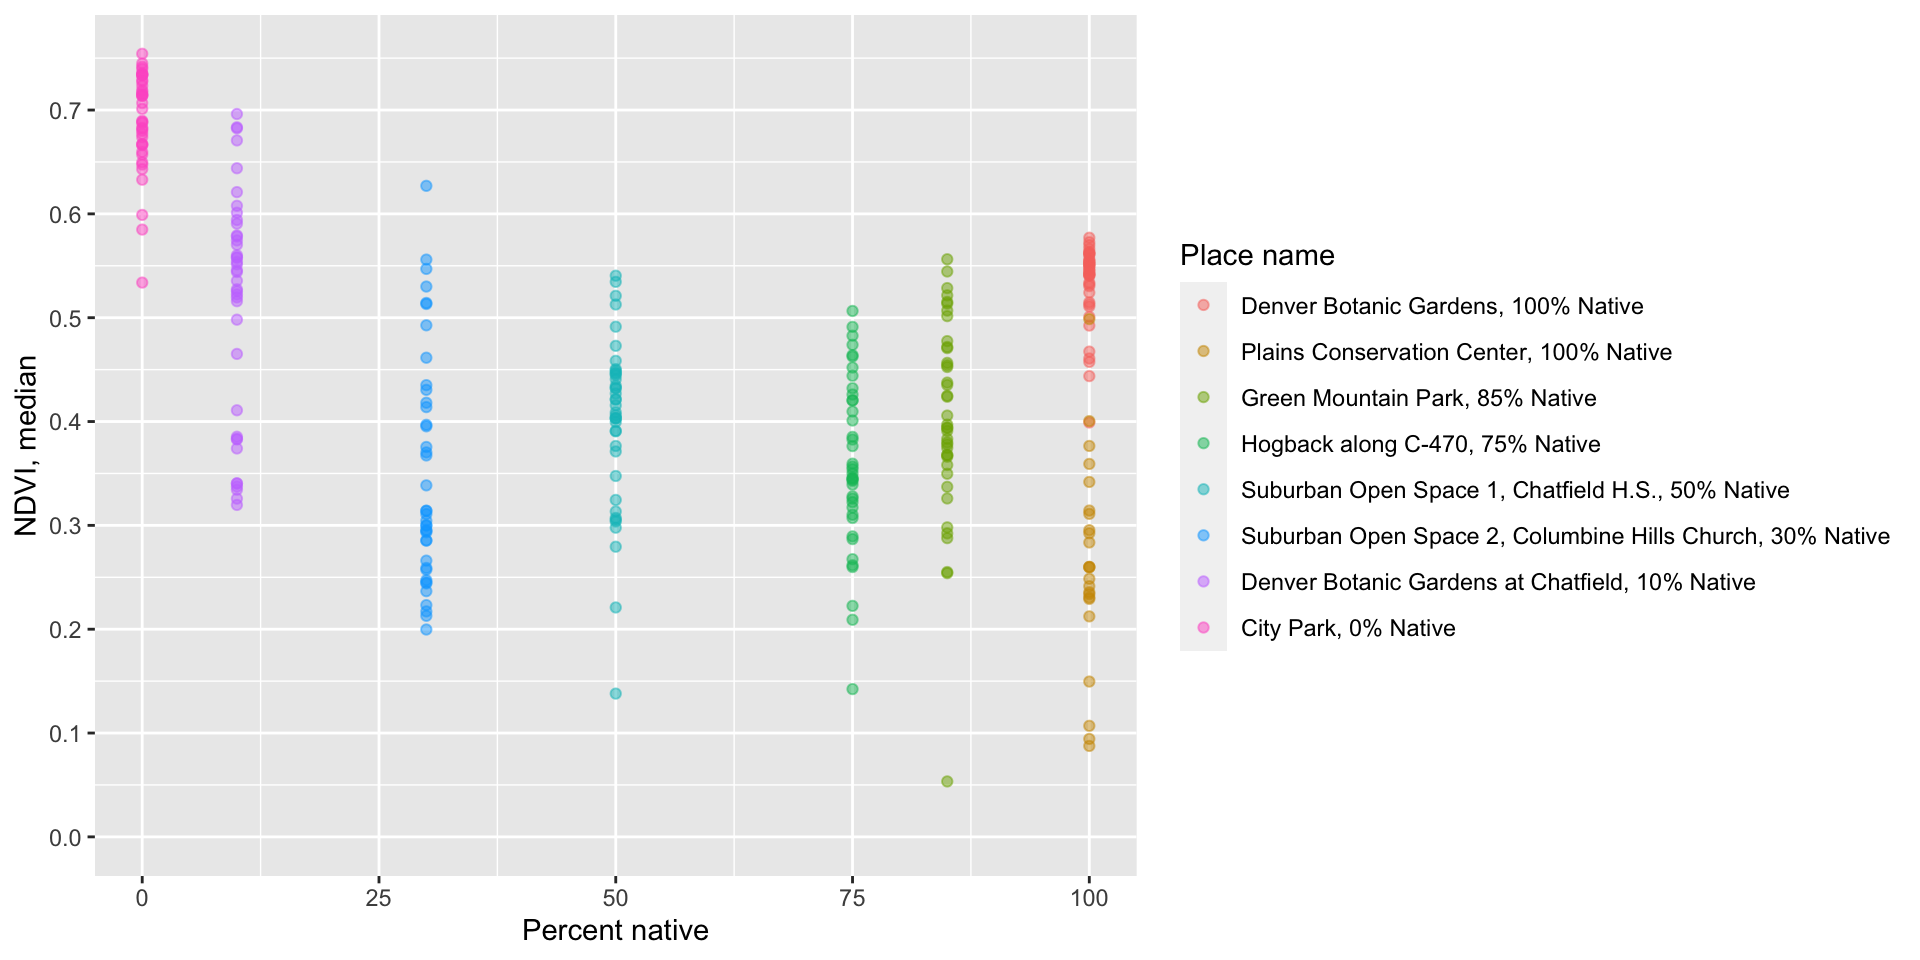 NDVI, median
0.7
0.6
0.5
0.4
0.3
0.2
0.1
0.0
0 25 50 75 100
Percent native
Place name
Denver Botanic Gardens, 100% Native
Plains Conservation Center, 100% Native
Green Mountain Park, 85% Native
Hogback along C-470, 75% Native
Suburban Open Space 1, Chatfield H.S., 50% Native
Suburban Open Space 2, Columbine Hills Church, 30% Native
Denver Botanic Gardens at Chatfield, 10% Native
City Park, 0% Native